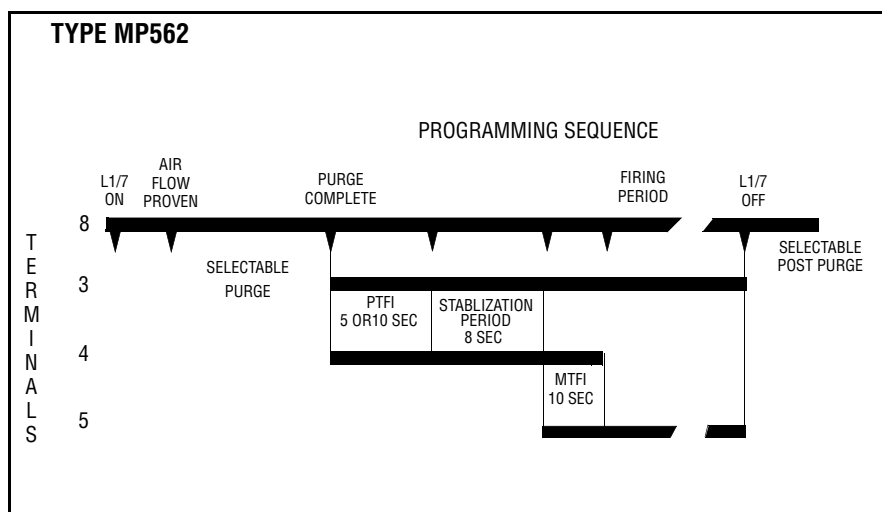 TYPE MP562
PROGRAMMING SEQUENCE
L1/7
ON
AIR
FLOW
PROVEN
PURGE
COMPLETE
FIRING
PERIOD
L1/7
OFF
TERMINALS
8
SELECTABLE
POST PURGE
SELECTABLE
PURGE
3
PTFI
5 OR10 SEC
STABLIZATION
PERIOD
8 SEC
4
MTFI
10 SEC
5